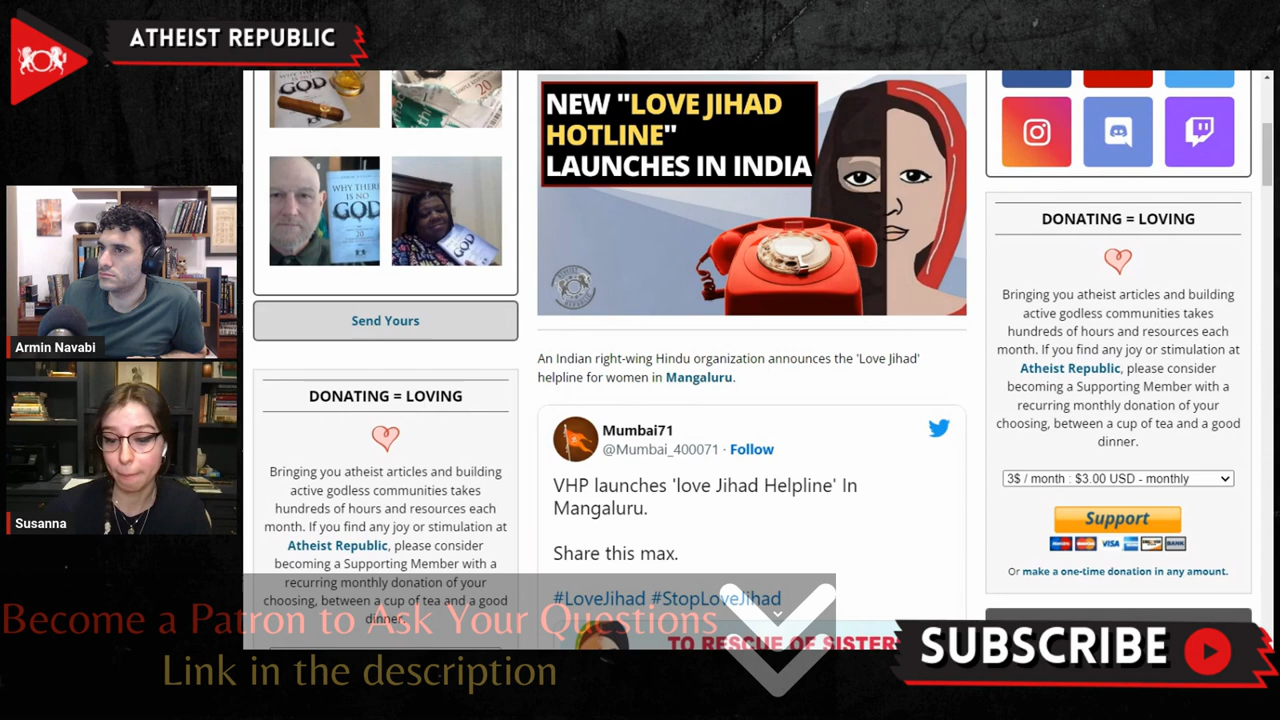 ATHEIST REPUBLIC
Armin Navabi
Susanna
WHY THERE
IS NO
GOD
20
Send Yours
DONATING = LOVING
Bringing you atheist articles and building
active godless communities takes
hundreds of hours and resources each
month. If you find any joy or stimulation at
Atheist Republic, please consider
becoming a Supporting Member with a
recurring monthly donation of your
choosing, between a cup of tea and a good
dinner.
NEW "LOVE JIHAD
HOTLINE"
LAUNCHES IN INDIA
An Indian right-wing Hindu organization announces the 'Love Jihad'
helpline for women in Mangaluru.
Mumbai71
@Mumbai_400071 · Follow
VHP launches 'love Jihad Helpline' In
Mangaluru.
Share this max.
#LoveJihad #StopLoveJihad
TO RESCUE OF SISTER
DONATING = LOVING
Bringing you atheist articles and building
active godless communities takes
hundreds of hours and resources each
month. If you find any joy or stimulation at
Atheist Republic, please consider
becoming a Supporting Member with a
recurring monthly donation of your
choosing, between a cup of tea and a good
dinner.
3$ / month : $3.00 USD - monthly
Support
VISA
BANK
Or make a one-time donation in any amount.
Become a Patron to Ask Your Questions
Link in the description
SUBSCRIBE